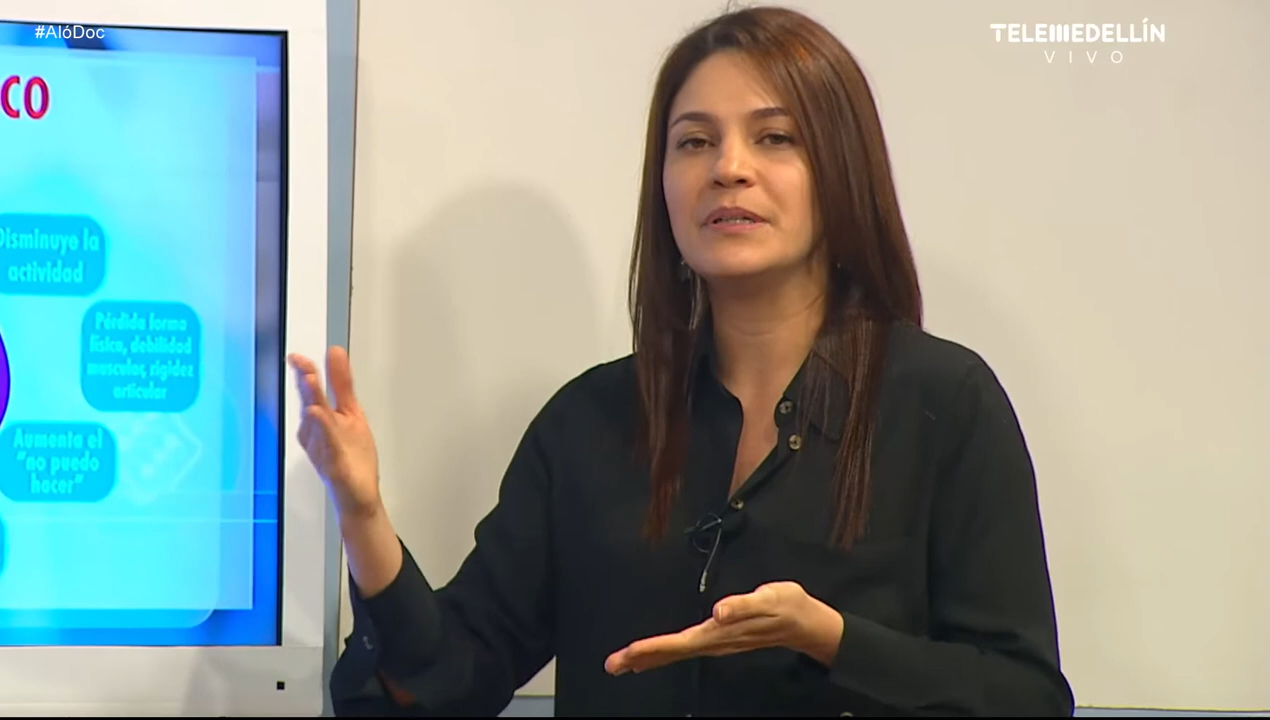 #AlóDoc
TELEMEDELLÍN
VIVO
CO
Disminuye la
actividad
Pérdida forma
física, debilidad
muscular, rigidez
articular
Aumenta el
"no puedo
hacer"